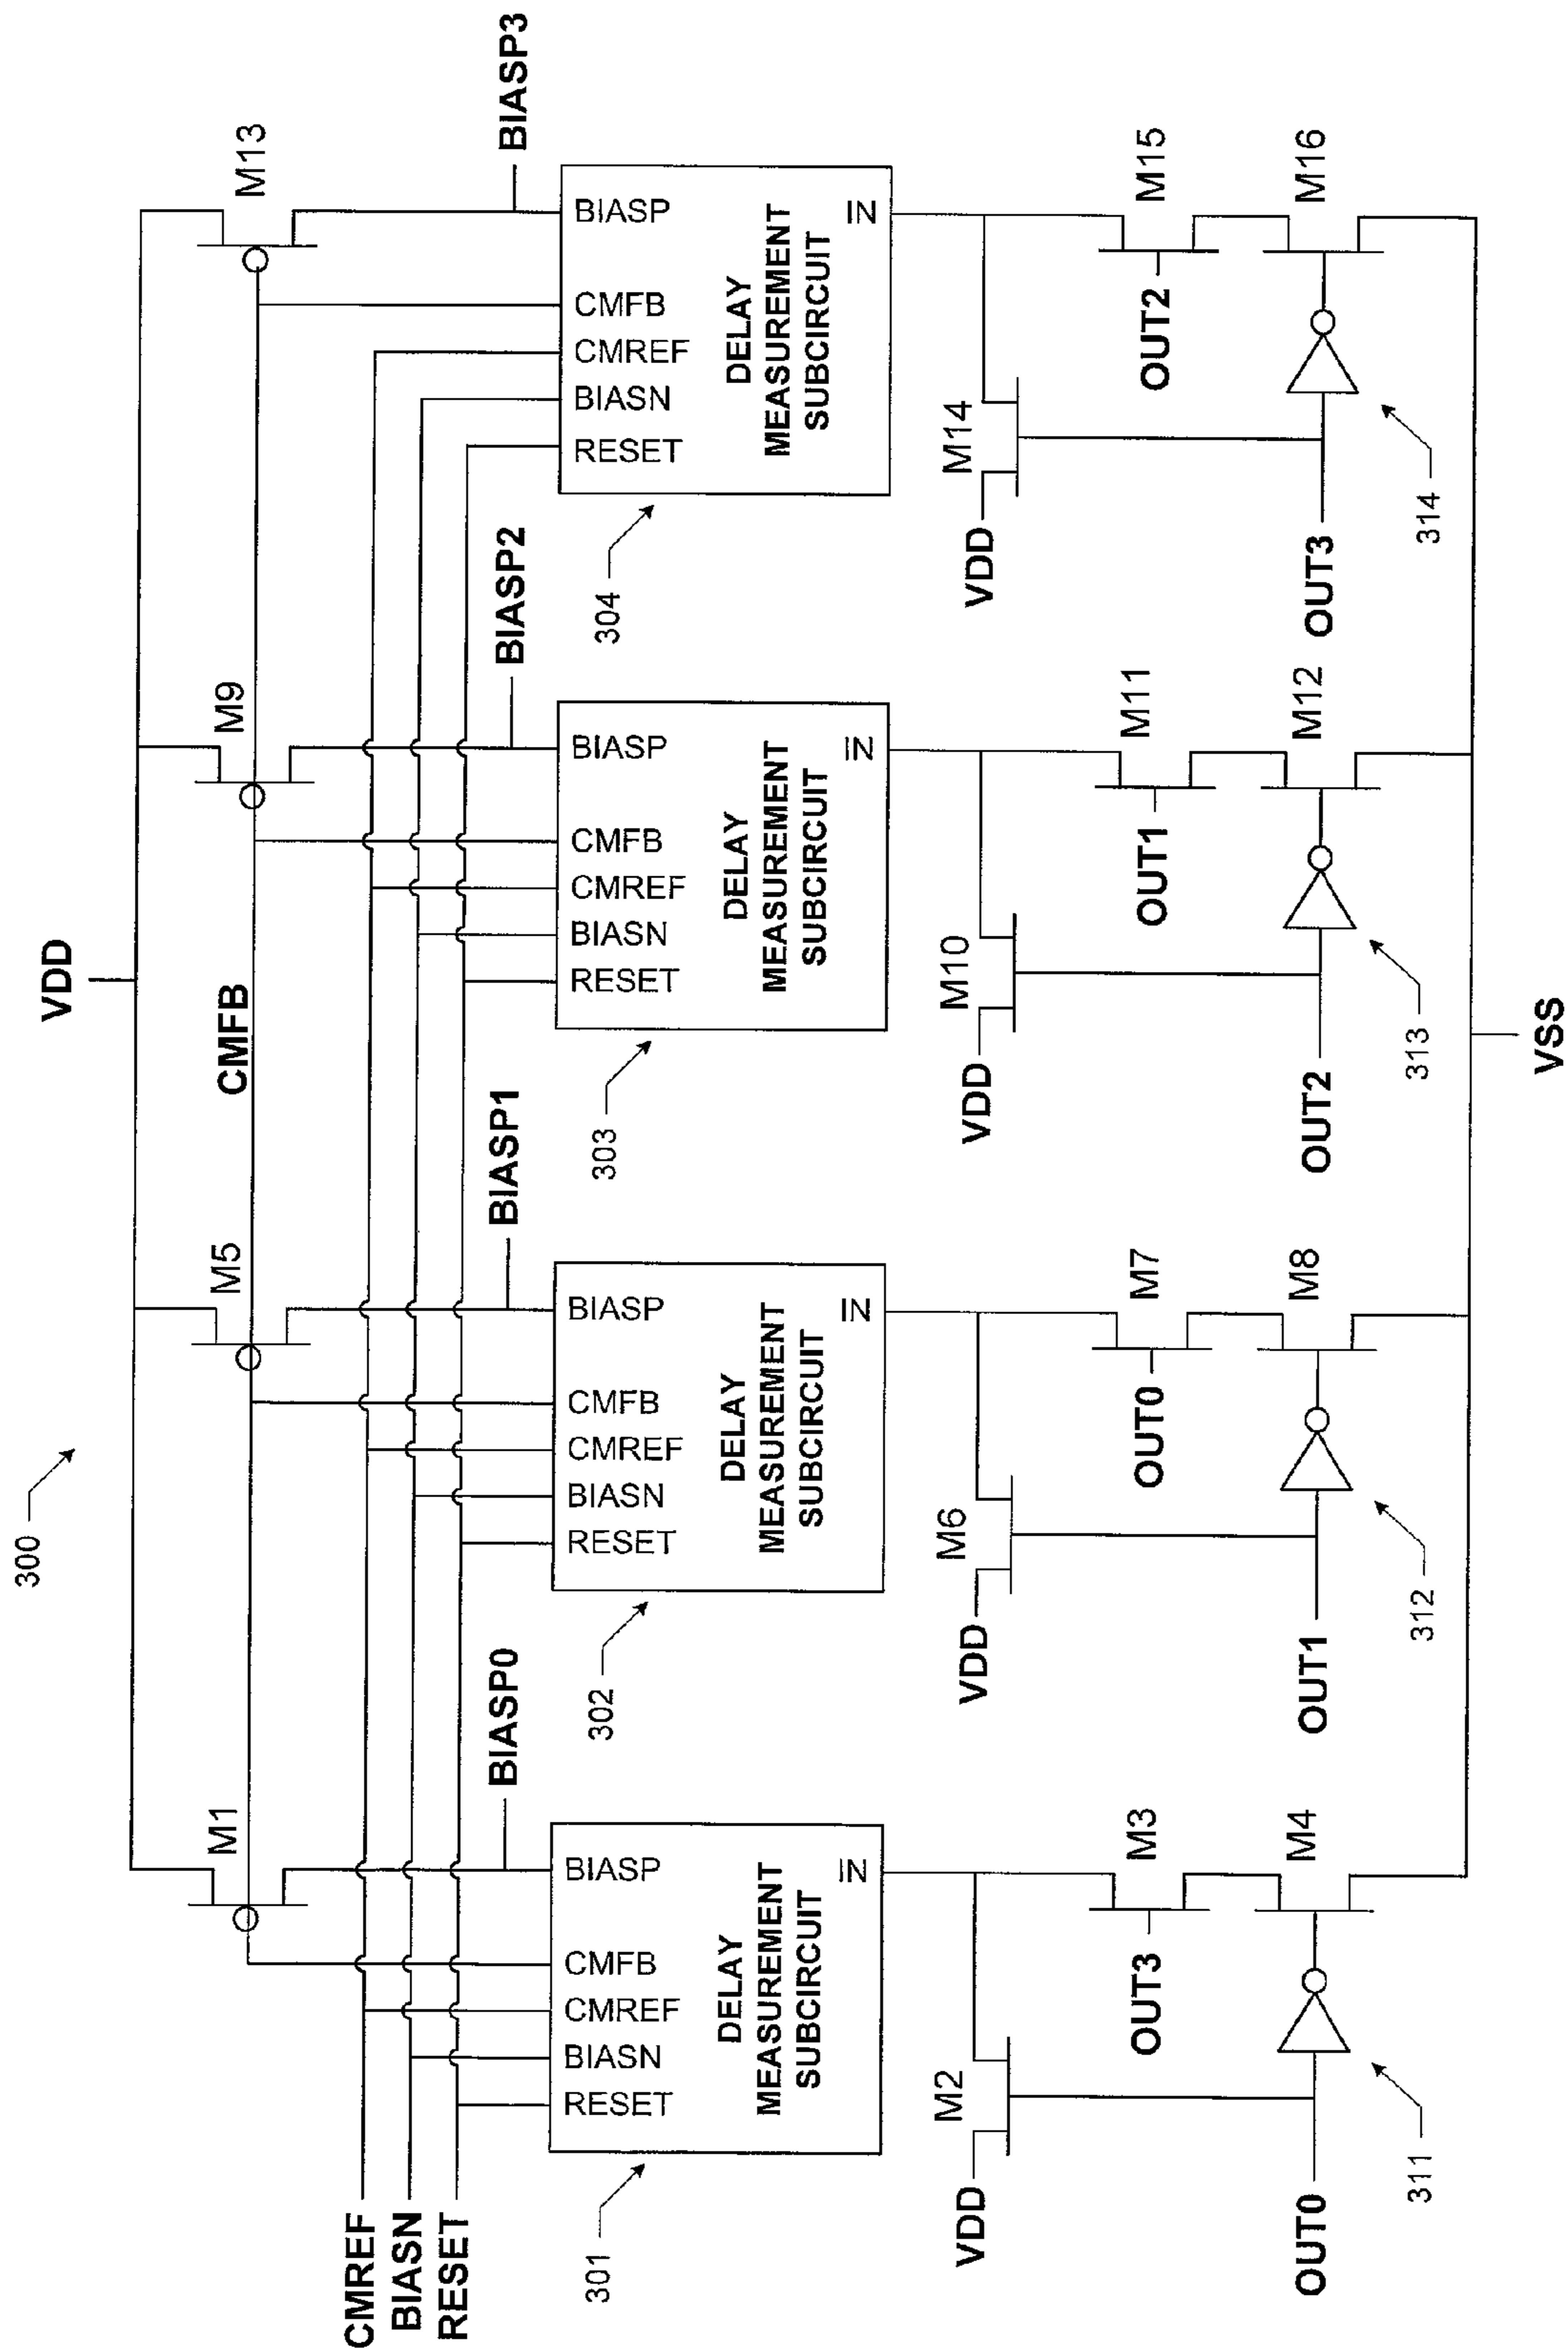 300
VDD
M1
M5
M9
M13
CMFB
CMREF
BIASN
RESET
BIASP0
BIASP1
BIASP2
BIASP3
301
RESET
BIASN
CMREF
CMFB
BIASP
DELAY
MEASUREMENT
SUBCIRCUIT
IN
302
RESET
BIASN
CMREF
CMFB
BIASP
DELAY
MEASUREMENT
SUBCIRCUIT
IN
303
RESET
BIASN
CMREF
CMFB
BIASP
DELAY
MEASUREMENT
SUBCIRCUIT
IN
304
RESET
BIASN
CMREF
CMFB
BIASP
DELAY
MEASUREMENT
SUBCIRCUIT
IN
VDD
M2
OUT3
M3
M4
OUT0
311
VDD
M6
OUT0
M7
M8
OUT1
312
VDD
M10
OUT1
M11
M12
OUT2
313
VDD
M14
OUT2
M15
M16
OUT3
314
VSS